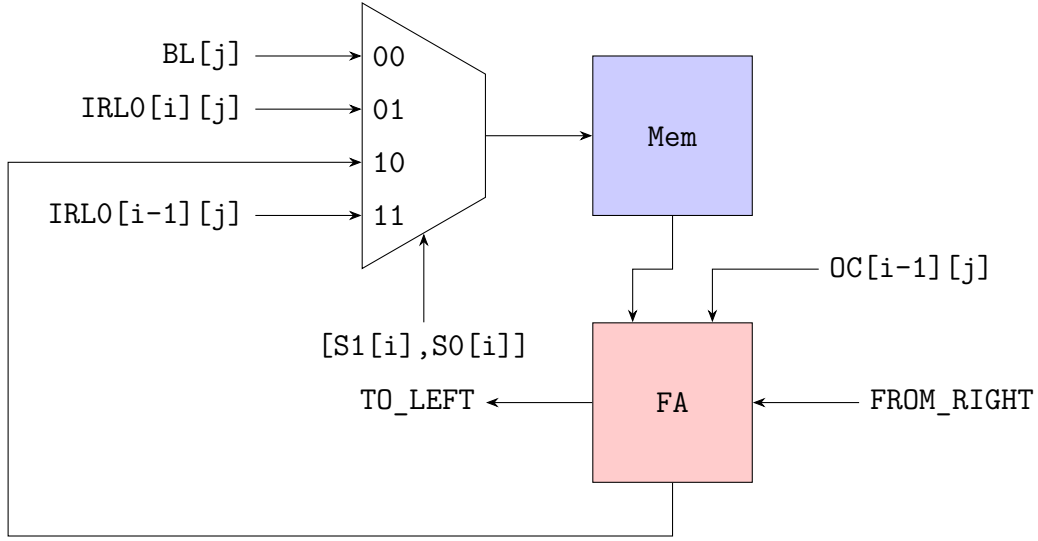 BL[j]
00
IRL0[i][j]
01
10
IRL0[i-1][j]
11
[S1[i],S0[i]]
Mem
OC[i-1][j]
TO_LEFT
FA
FROM_RIGHT